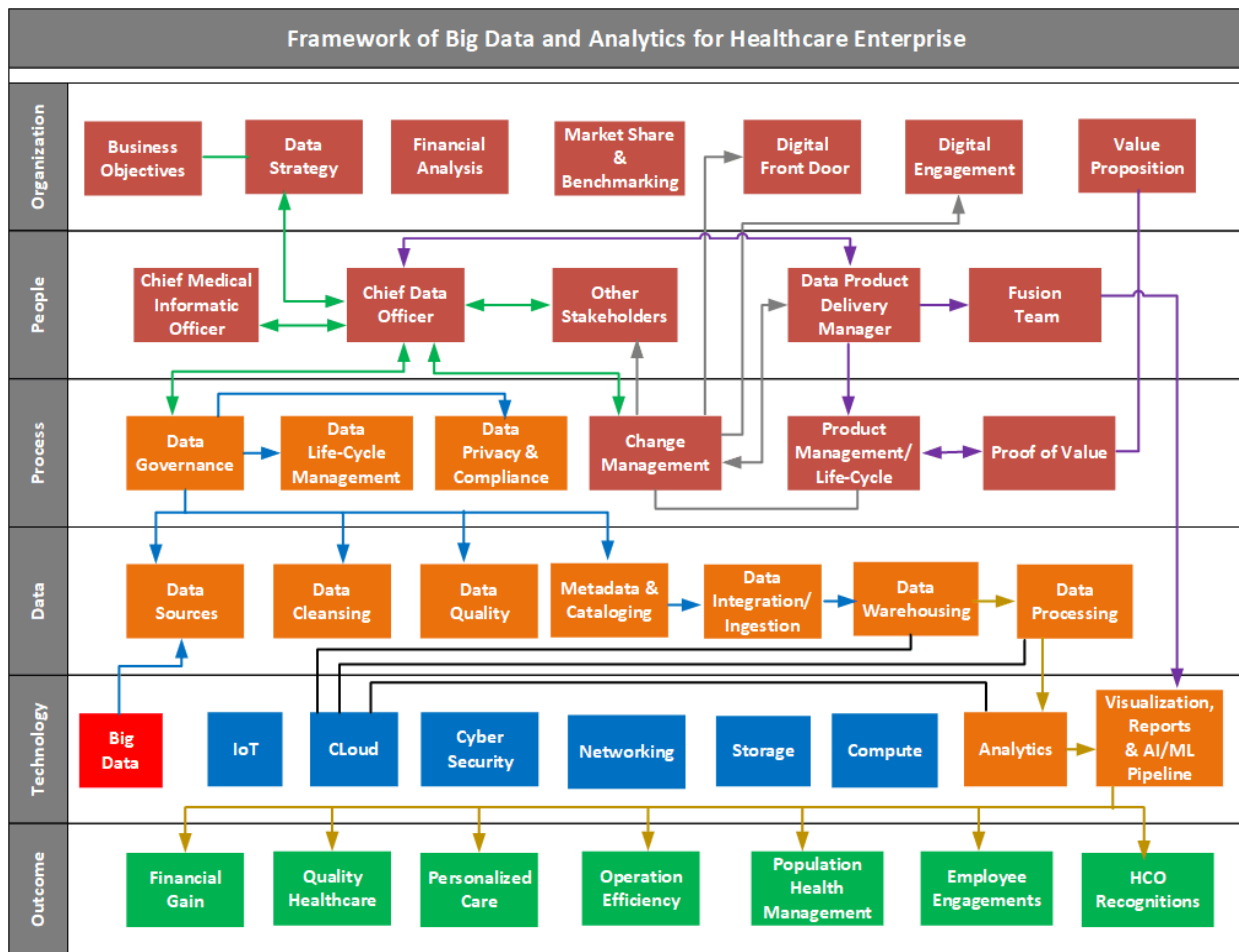 Framework of Big Data and Analytics for Healthcare Enterprise
Organization
Business
Objectives
Data
Strategy
Financial
Analysis
Market Share
&
Benchmarking
Digital
Front Door
Digital
Engagement
Value
Proposition
People
Chief Medical
Informatic
Officer
Chief Data
Officer
Other
Stakeholders
Data Product
Delivery
Manager
Fusion
Team
Process
Data
Governance
Data
Life-Cycle
Management
Data
Privacy &
Compliance
Change
Management
Product
Management/
Life-Cycle
Proof of Value
Data
Data
Sources
Data
Cleansing
Data
Quality
Metadata &
Cataloging
Data
Integration/
Ingestion
Data
Warehousing
Data
Processing
Technology
Big
Data
IoT
CLoud
Cyber
Security
Networking
Storage
Compute
Analytics
Visualization,
Reports
& AI/ML
Pipeline
Outcome
Financial
Gain
Quality
Healthcare
Personalized
Care
Operation
Efficiency
Population
Health
Management
Employee
Engagements
HCO
Recognitions